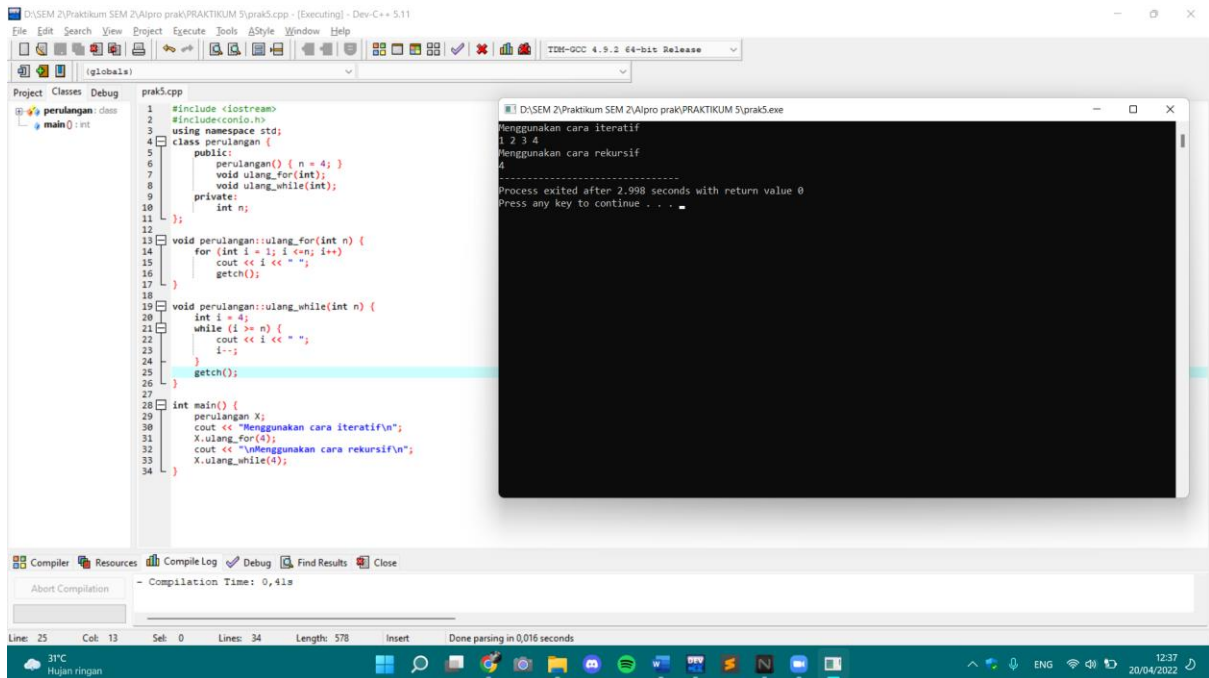 D:\SEM 2\Praktikum SEM 2\Alpro prak\PRAKTIKUM 5\prak5.cpp - [Executing] - Dev-C++ 5.11
File Edit Search View Project Execute Tools AStyle Window Help
TDM-GCC 4.9.2 64-bit Release
(globals)
Project Classes Debug prak5.cpp
perulangan : class
main () : int
1 #include <iostream>
2 #include<conio.h>
3 using namespace std;
4 class perulangan {
5 public:
6 perulangan() { n = 4; }
7 void ulang_for(int);
8 void ulang_while(int);
9 private:
10 int n;
11 };
12
13 void perulangan::ulang_for(int n) {
14 for (int i = 1; i <=n; i++)
15 cout << i << " ";
16 getch();
17 }
18
19 void perulangan::ulang_while(int n) {
20 int i = 4;
21 while (i >= n) {
22 cout << i << " ";
23 i--;
24 }
25 getch();
26 }
27
28 int main() {
29 perulangan X;
30 cout << "Menggunakan cara iteratif\n";
31 X.ulang_for(4);
32 cout << "\nMenggunakan cara rekursif\n";
33 X.ulang_while(4);
34 }
D:\SEM 2\Praktikum SEM 2\Alpro prak\PRAKTIKUM 5\prak5.exe
Menggunakan cara iteratif
1 2 3 4
Menggunakan cara rekursif
4
--------------------------------
Process exited after 2.998 seconds with return value 0
Press any key to continue . . .
Compiler Resources Compile Log Debug Find Results Close
Abort Compilation
- Compilation Time: 0,41s
Line: 25 Col: 13 Sel: 0 Lines: 34 Length: 578 Insert Done parsing in 0,016 seconds
31°C
Hujan ringan
ENG
12:37
20/04/2022